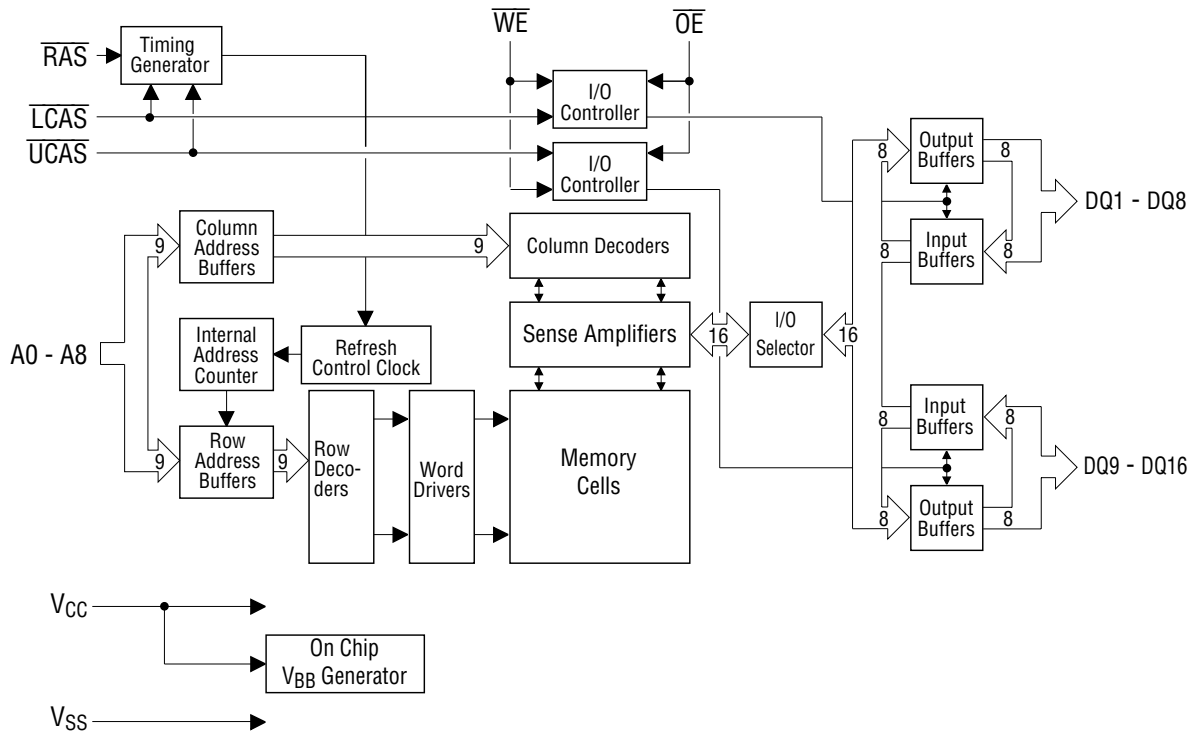 WE
OE
RAS
Timing
Generator
LCAS
UCAS
I/O
Controller
I/O
Controller
8
Output
Buffers
8
DQ1 - DQ8
8
Input
Buffers
8
Column
Address
Buffers
9
9
Column Decoders
A0 - A8
Internal
Address
Counter
Refresh
Control Clock
Sense Amplifiers
16
I/O
Selector
16
9
Row
Address
Buffers
9
Row
Deco-
ders
Word
Drivers
Memory
Cells
8
Input
Buffers
8
DQ9 - DQ16
8
Output
Buffers
8
VCC
On Chip
VBB Generator
VSS